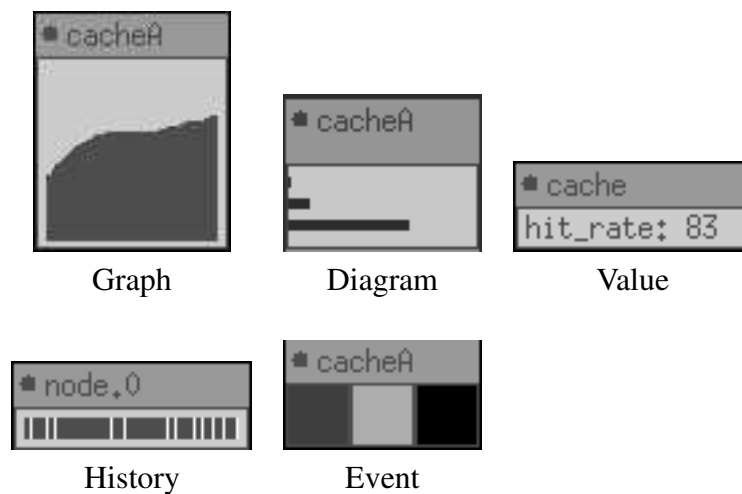 cacheA
cacheA
cache
hit_rate: 83
Graph
Diagram
Value
node.0
cacheA
History
Event